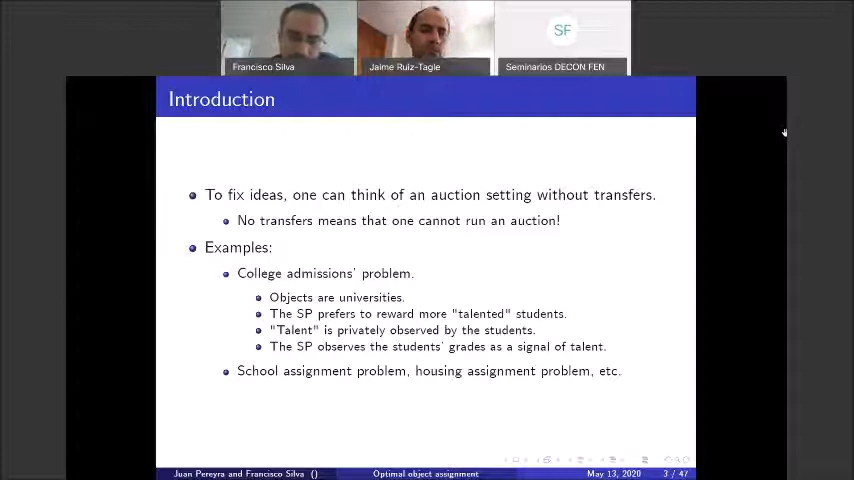 SF
Francisco Silva
Jaime Ruiz-Tagle
Seminarios DECON FEN
Introduction
To fix ideas, one can think of an auction setting without transfers.
No transfers means that one cannot run an auction!
Examples:
College admissions' problem.
Objects are universities.
The SP prefers to reward more "talented" students.
"Talent" is privately observed by the students.
The SP observes the students' grades as a signal of talent.
School assignment problem, housing assignment problem, etc.
Juan Pereyra and Francisco Silva ()
Optimal object assignment
May 13, 2020
3 / 47